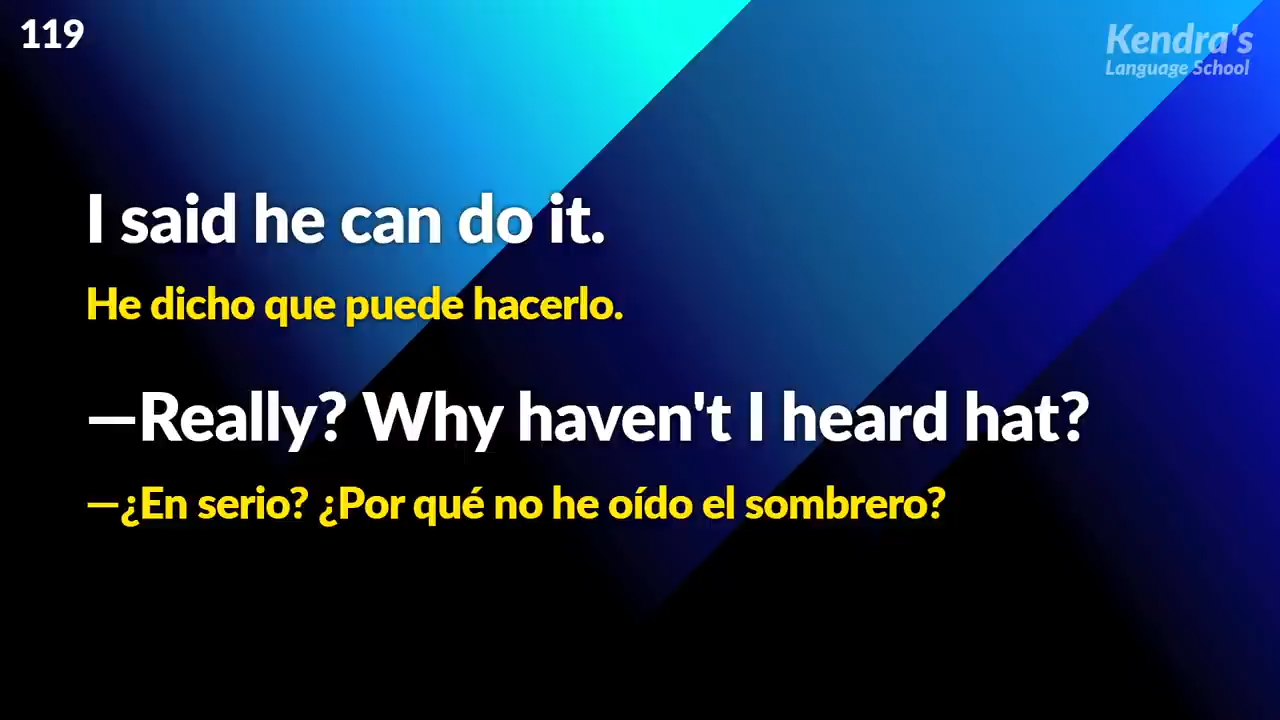 119
Kendra's
Language School
I said he can do it.
He dicho que puede hacerlo.
—Really? Why haven't I heard hat?
—¿En serio? ¿Por qué no he oído el sombrero?